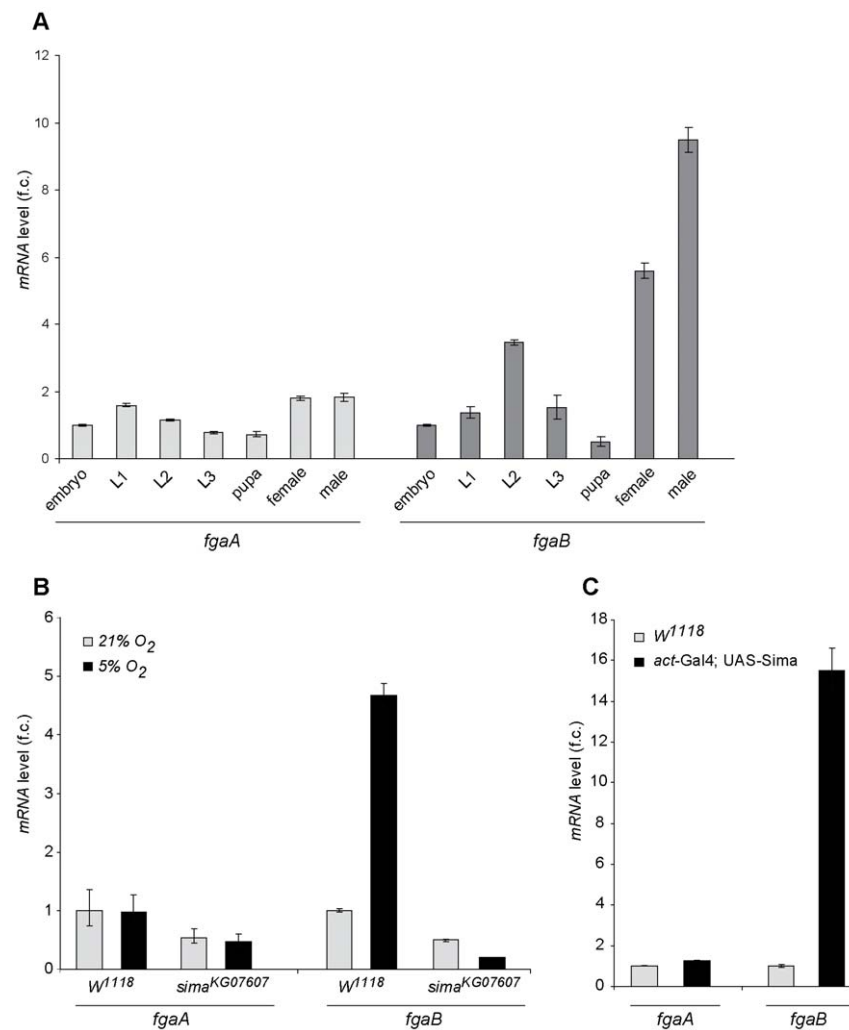 A
12
10
8
6
4
2
0
mRNA level (f.c.)
embryo L1 L2 L3 pupa female male embryo L1 L2 L3 pupa female male
fgaA fgaB
B
6
5
4
3
2
1
0
mRNA level (f.c.)
21% O2
5% O2
W1118 simaKG07607 W1118 simaKG07607
fgaA fgaB
C
18
16
14
12
10
8
6
4
2
0
mRNA level (f.c.)
W1118
act-Gal4; UAS-Sima
fgaA fgaB